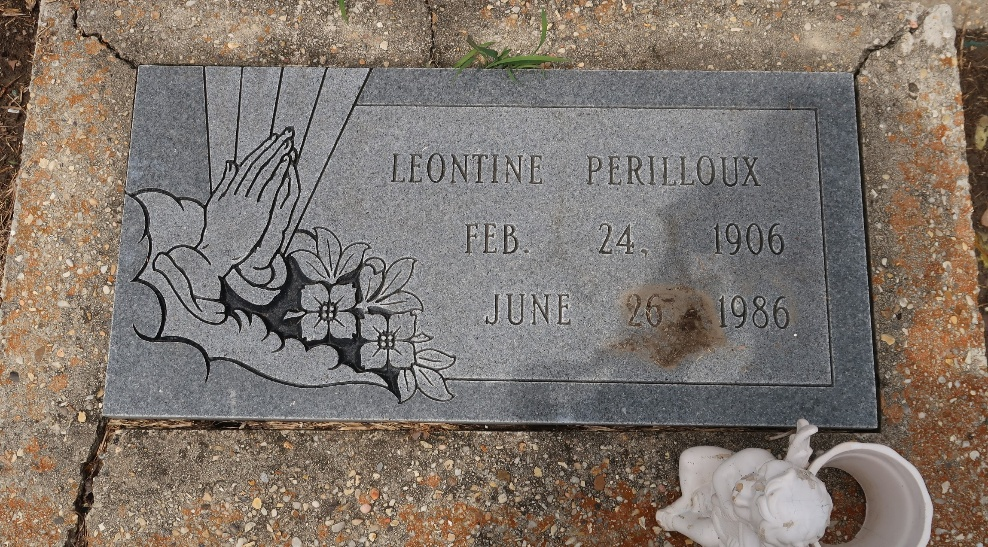 LEONTINE PERILLOUX
FEB. 24, 1906
JUNE 26 1986